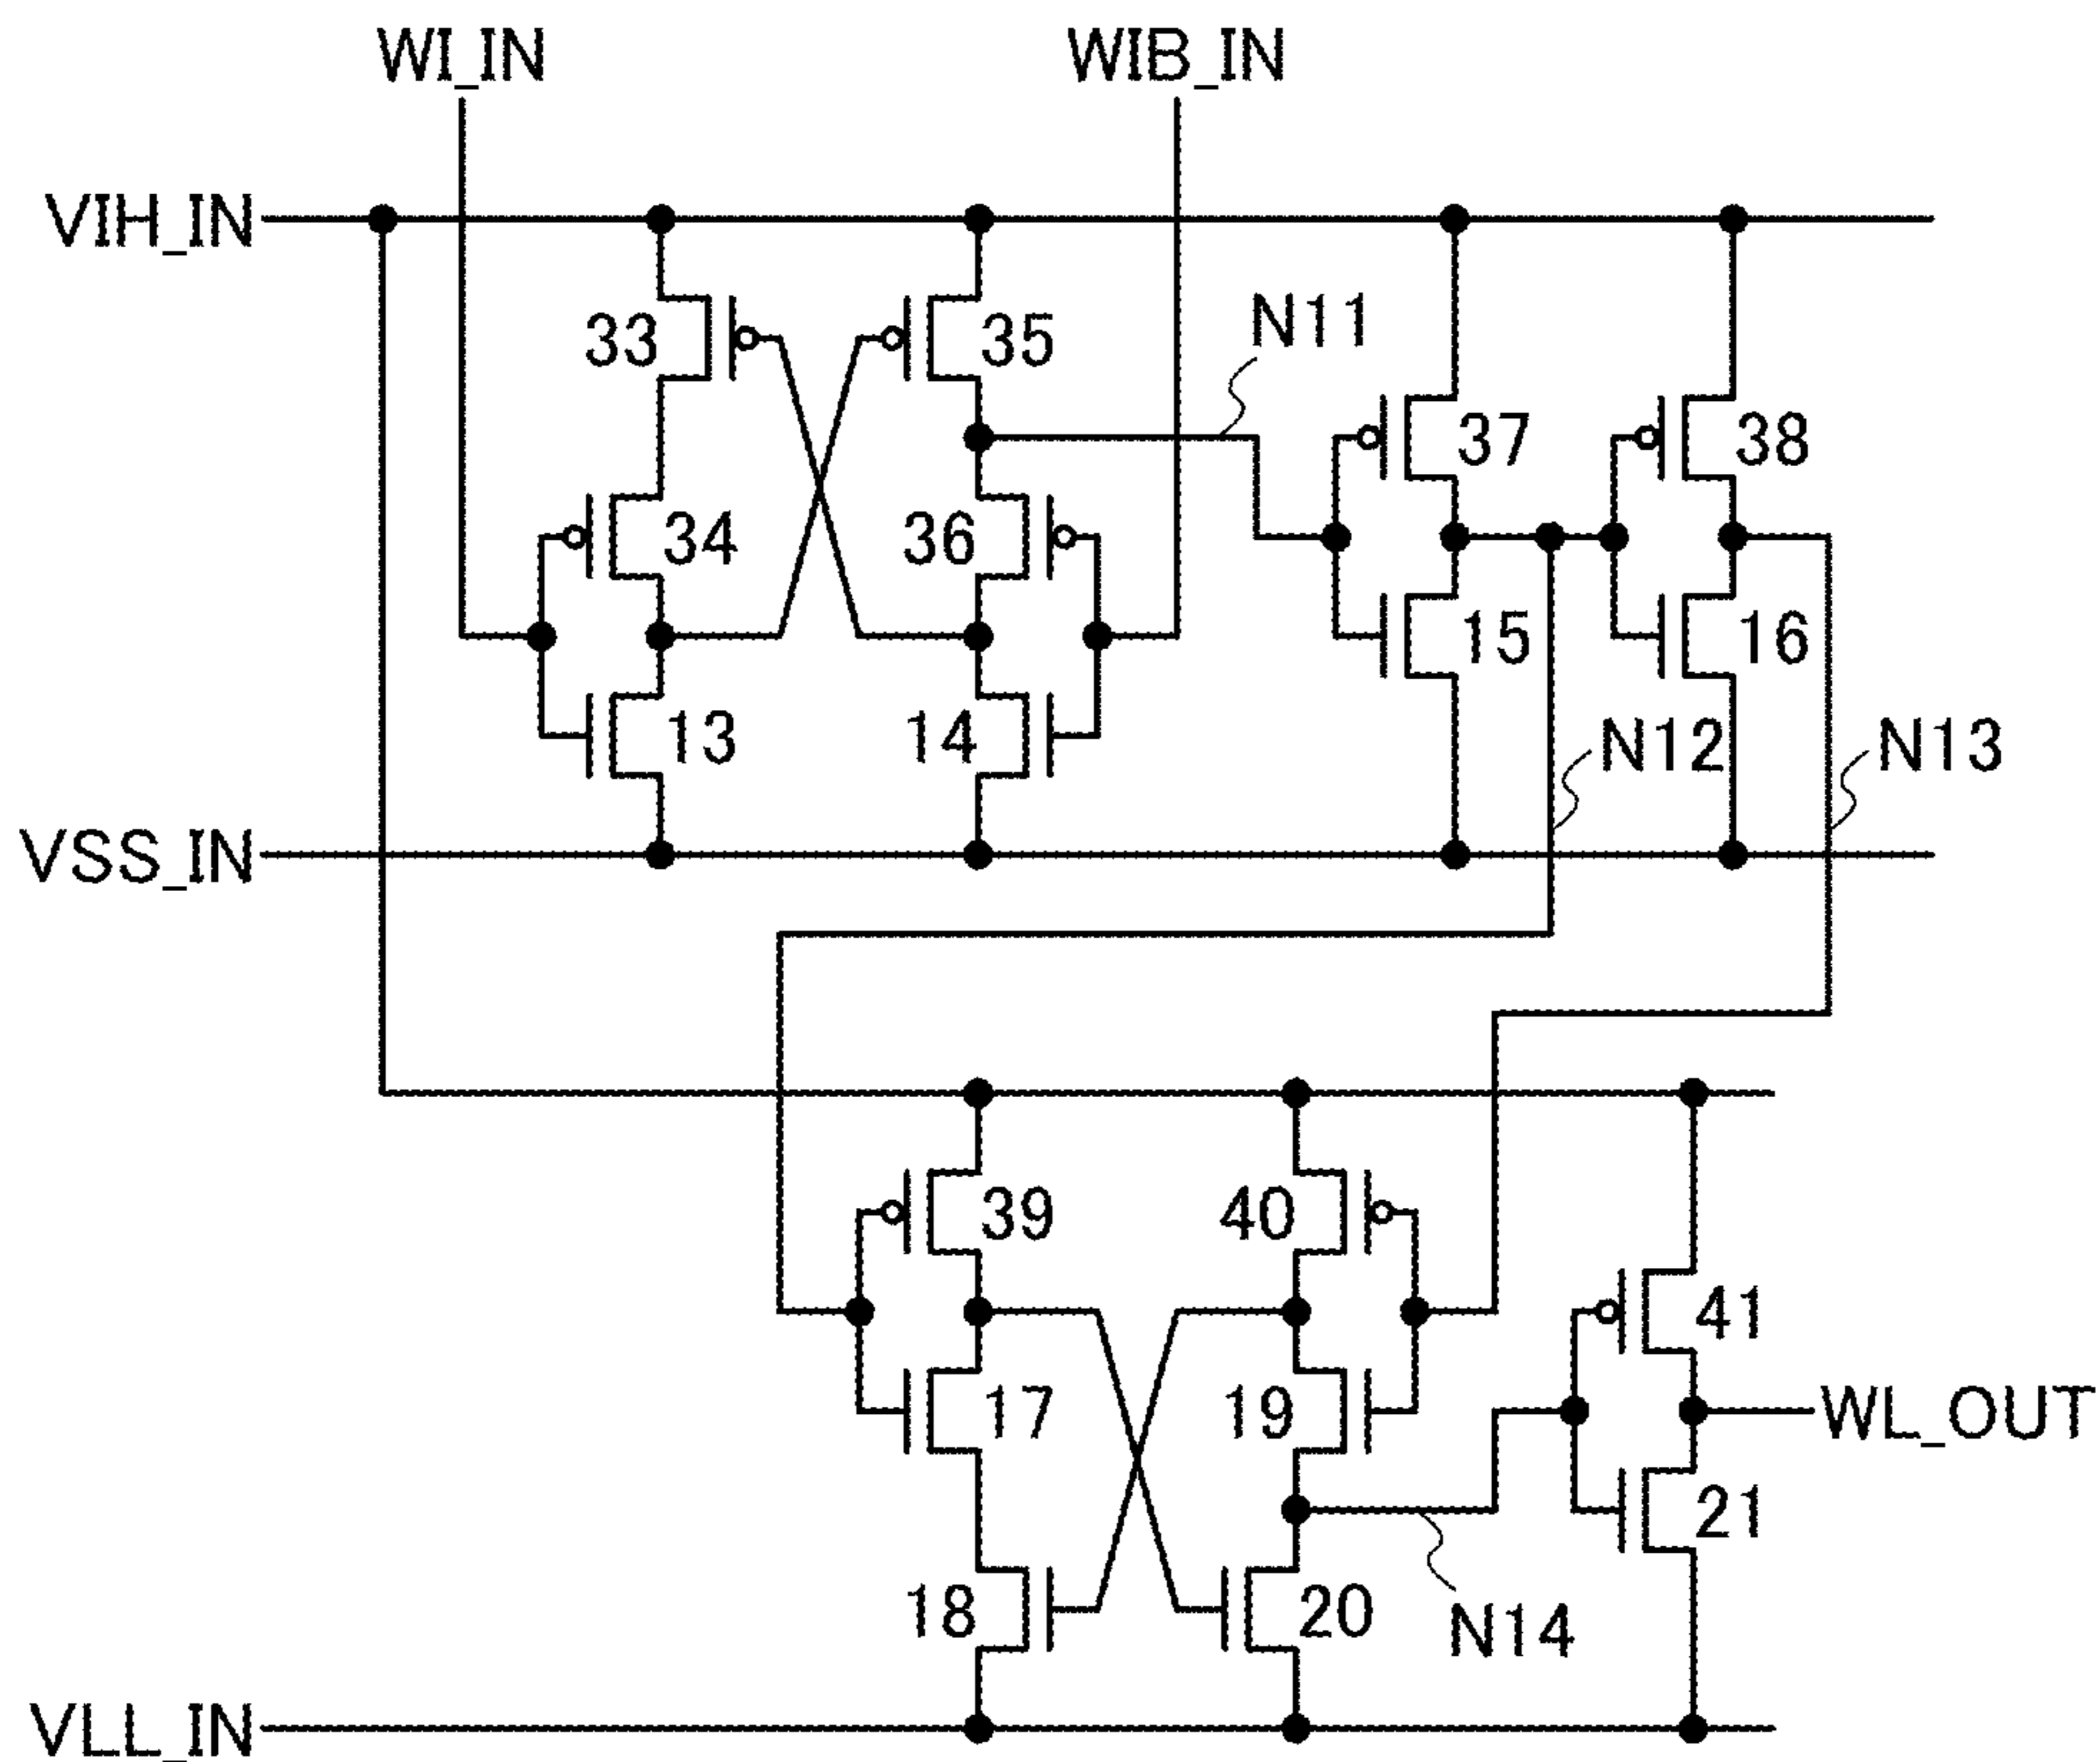 WI_IN WIB_IN
VIH_IN
33 35 N11
37 38
34 36
15 16
13 14 N12 N13
VSS_IN
39 40
41
17 19 WL_OUT
21
18 20 N14
VLL_IN